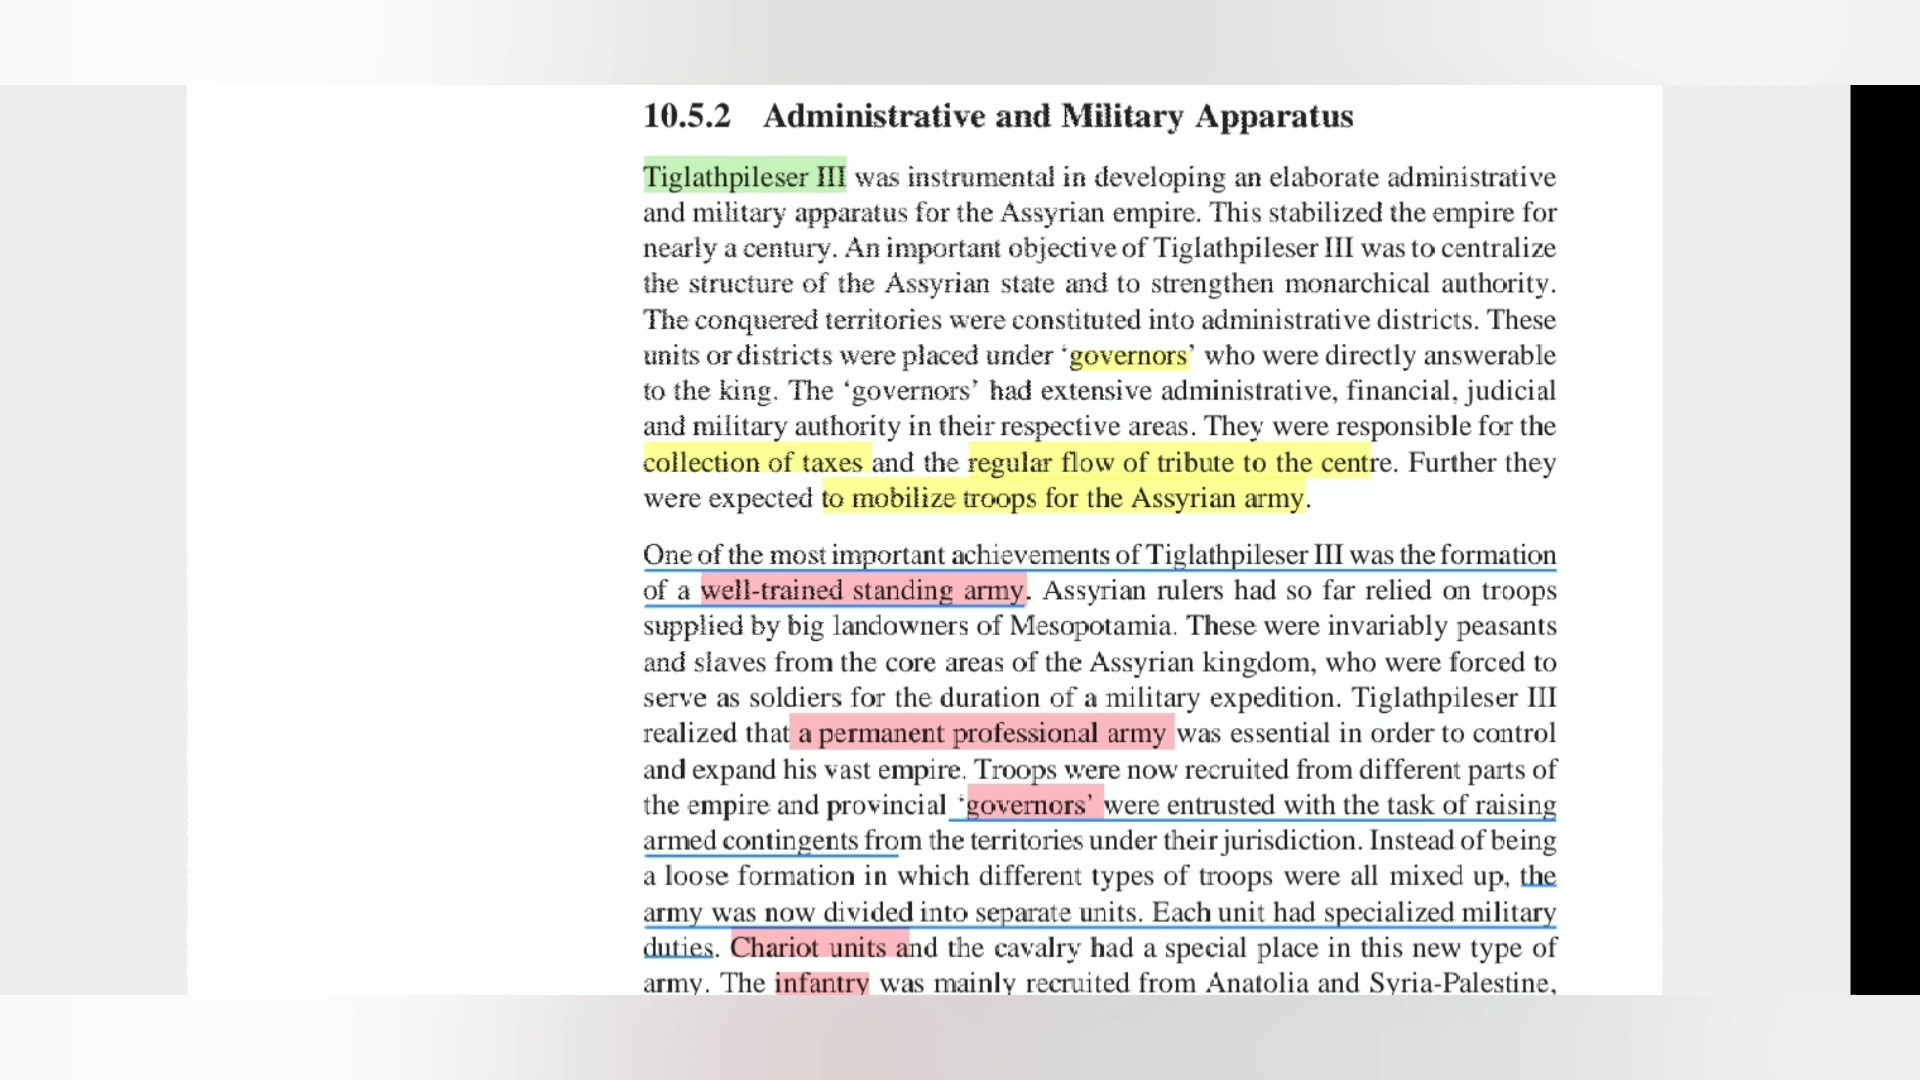 10.5.2 Administrative and Military Apparatus
Tiglathpileser III was instrumental in developing an elaborate administrative
and military apparatus for the Assyrian empire. This stabilized the empire for
nearly a century. An important objective of Tiglathpileser III was to centralize
the structure of the Assyrian state and to strengthen monarchical authority.
The conquered territories were constituted into administrative districts. These
units or districts were placed under ‘governors’ who were directly answerable
to the king. The ‘governors’ had extensive administrative, financial, judicial
and military authority in their respective areas. They were responsible for the
collection of taxes and the regular flow of tribute to the centre. Further they
were expected to mobilize troops for the Assyrian army.
One of the most important achievements of Tiglathpileser III was the formation
of a well-trained standing army. Assyrian rulers had so far relied on troops
supplied by big landowners of Mesopotamia. These were invariably peasants
and slaves from the core areas of the Assyrian kingdom, who were forced to
serve as soldiers for the duration of a military expedition. Tiglathpileser III
realized that a permanent professional army was essential in order to control
and expand his vast empire. Troops were now recruited from different parts of
the empire and provincial ‘governors’ were entrusted with the task of raising
armed contingents from the territories under their jurisdiction. Instead of being
a loose formation in which different types of troops were all mixed up, the
army was now divided into separate units. Each unit had specialized military
duties. Chariot units and the cavalry had a special place in this new type of
army. The infantry was mainly recruited from Anatolia and Syria-Palestine,